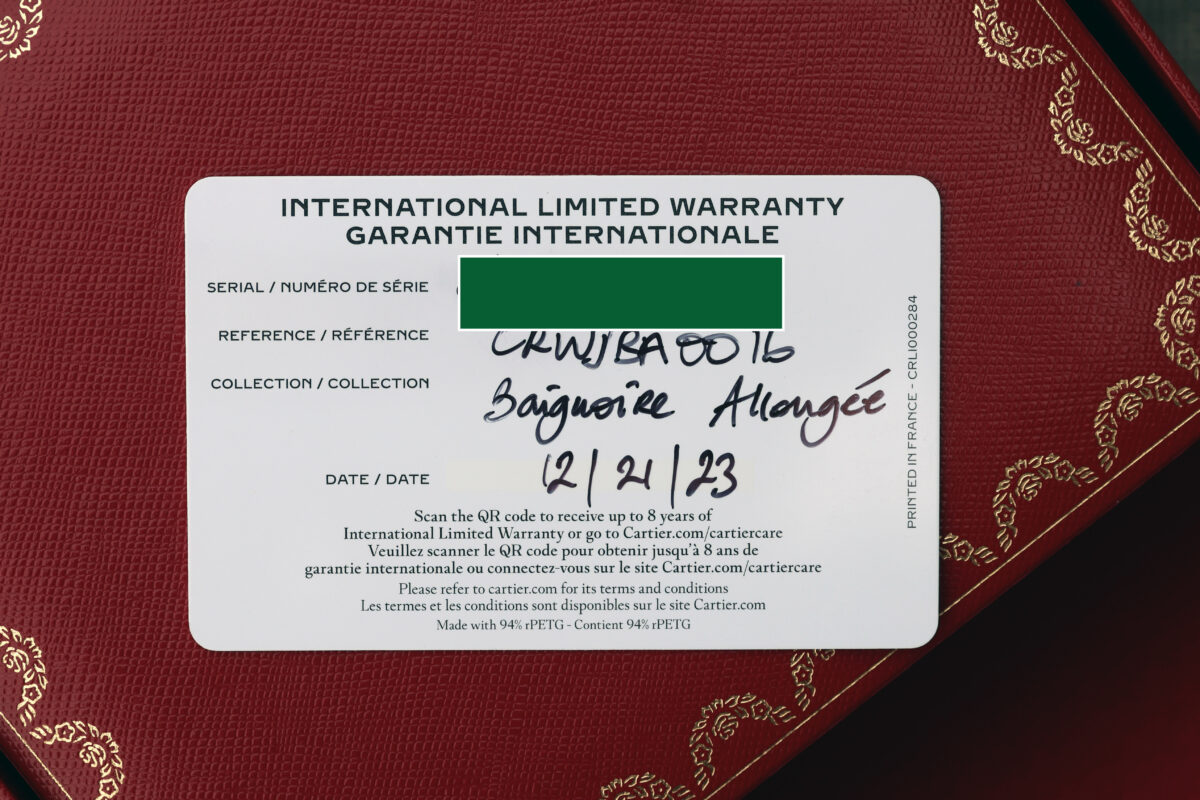 INTERNATIONAL LIMITED WARRANTY
GARANTIE INTERNATIONALE
SERIAL / NUMÉRO DE SÉRIE
REFERENCE / RÉFÉRENCE CRWJBA0016
COLLECTION / COLLECTION Baignoire Allongée
DATE / DATE 12/21/23
Scan the QR code to receive up to 8 years of
International Limited Warranty or go to Cartier.com/cartiercare
Veuillez scanner le QR code pour obtenir jusqu'à 8 ans de
garantie internationale ou connectez-vous sur le site Cartier.com/cartiercare
Please refer to cartier.com for its terms and conditions
Les termes et les conditions sont disponibles sur le site Cartier.com
Made with 94% rPETG - Contient 94% rPETG
PRINTED IN FRANCE - CRLI000284